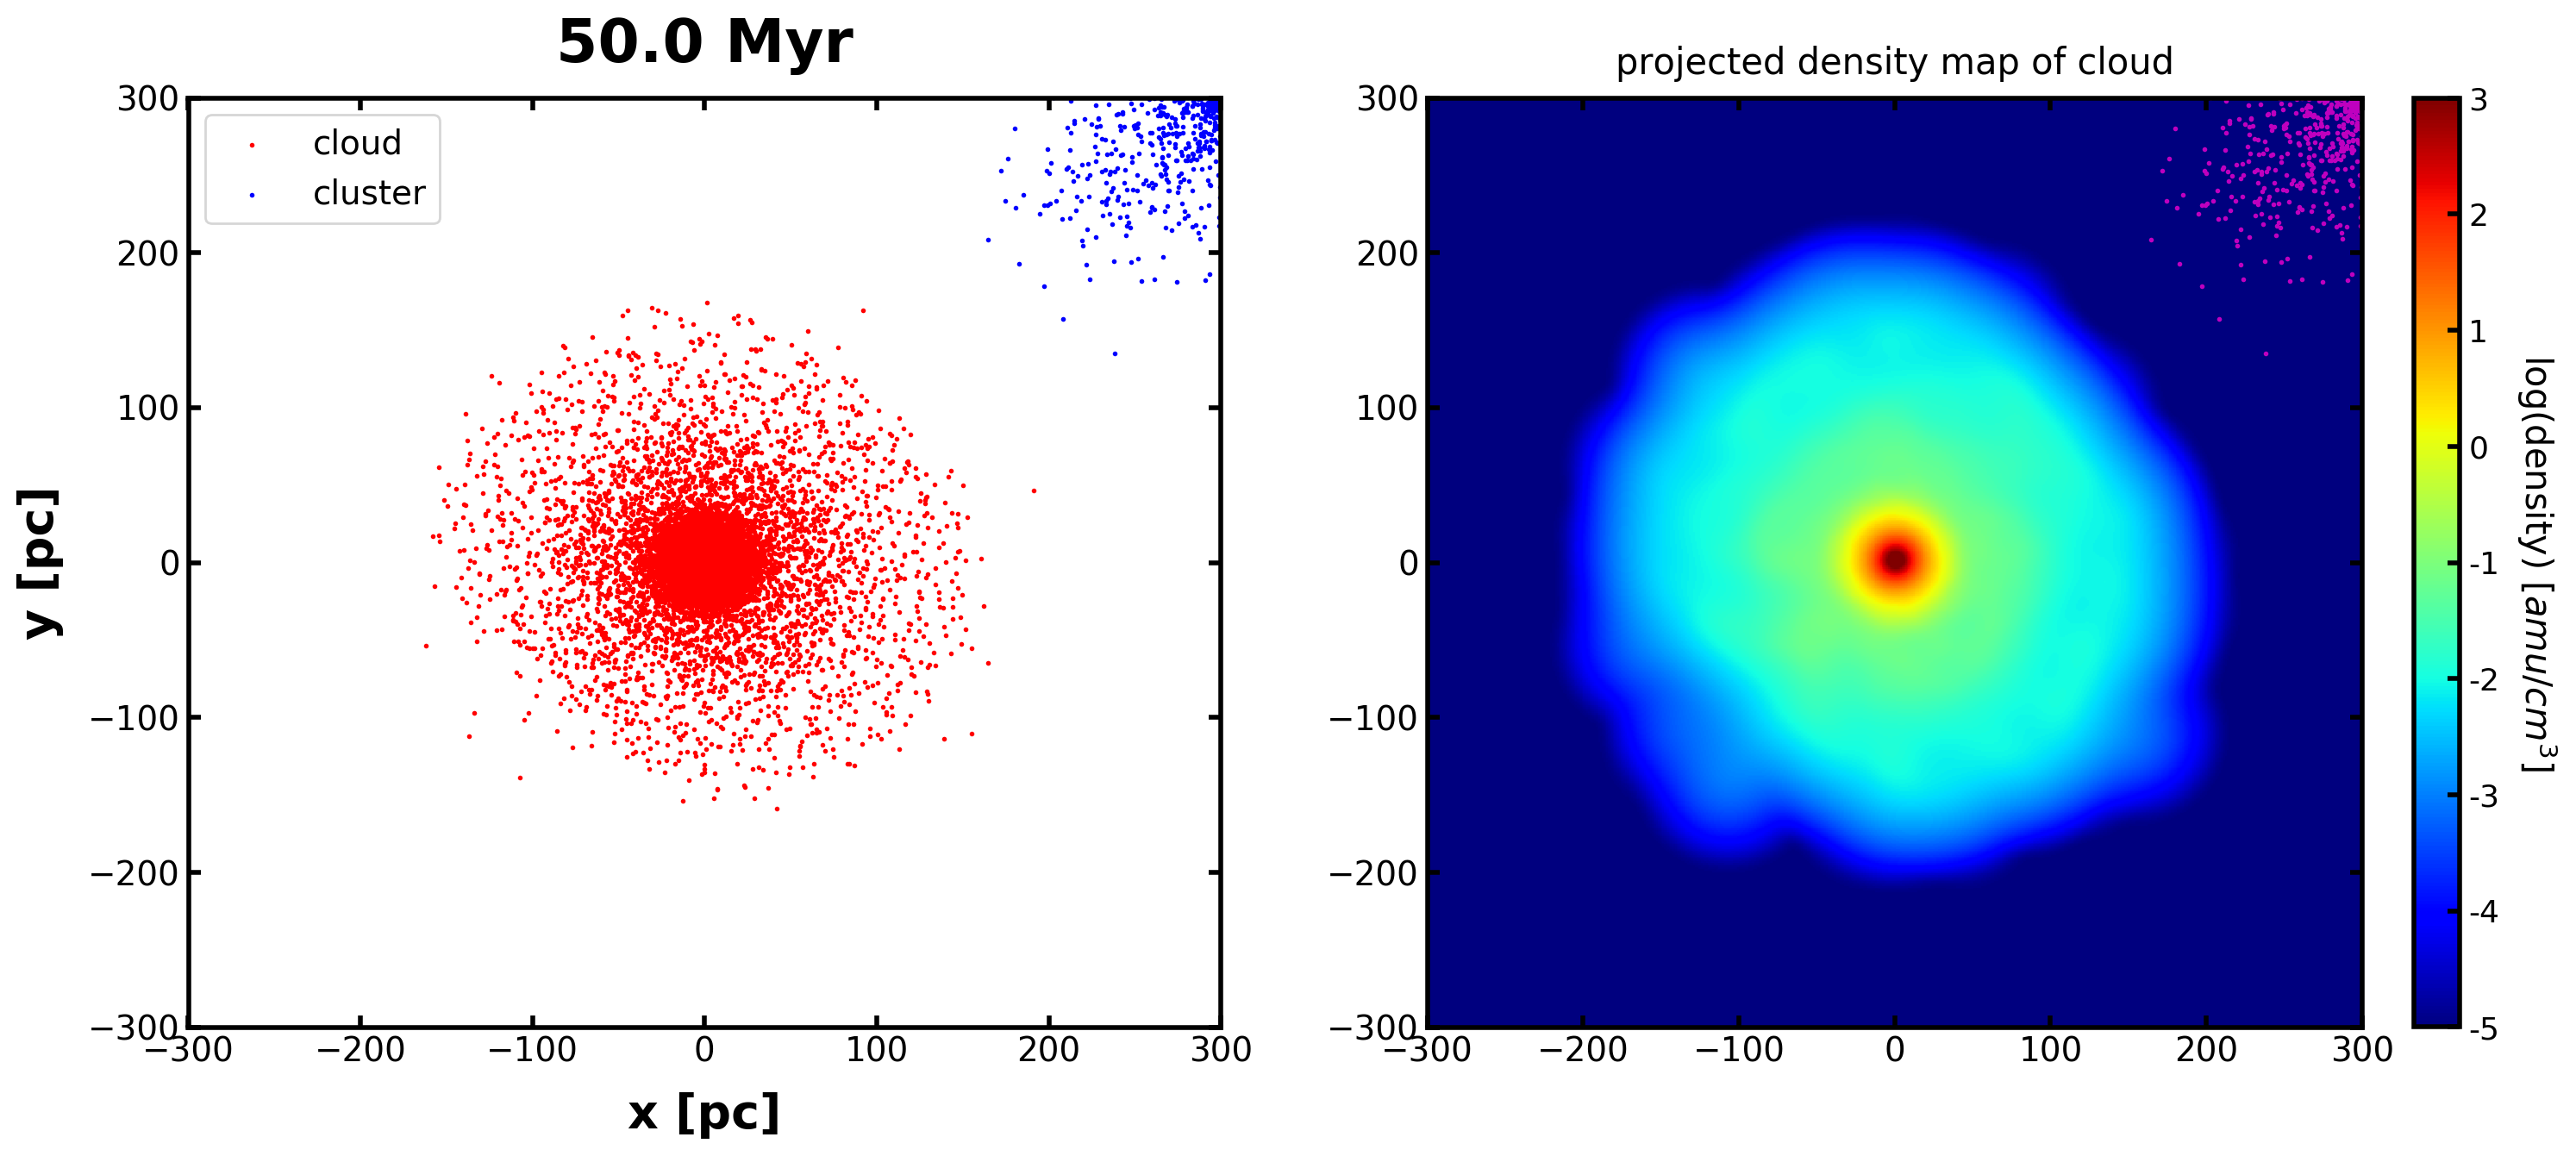 50.0 Myr
projected density map of cloud
cloud
cluster
y [pc]
300
200
100
0
−100
−200
−300
−300 −200 −100 0 100 200 300
x [pc]
300
200
100
0
−100
−200
−300
−300 −200 −100 0 100 200 300
3
2
1
0
-1
-2
-3
-4
-5
log(density) [amu/cm³]